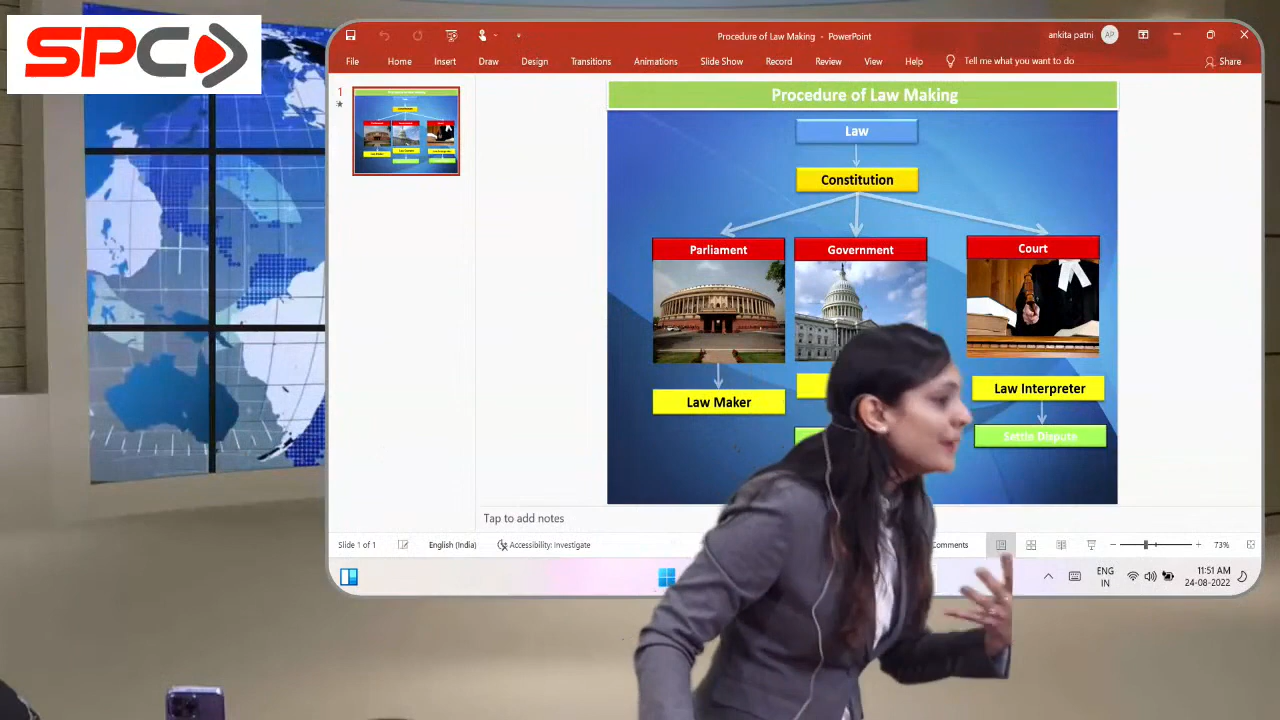 SPC
Procedure of Law Making - PowerPoint
ankita patni
AP
File
Home
Insert
Draw
Design
Transitions
Animations
Slide Show
Record
Review
View
Help
Tell me what you want to do
Share
1
Procedure of Law Making
Law
Constitution
Parliament
Government
Court
Law Maker
Law Interpreter
Settle Dispute
Tap to add notes
Slide 1 of 1
English (India)
Accessibility: Investigate
Comments
73%
ENG
IN
11:51 AM
24-08-2022